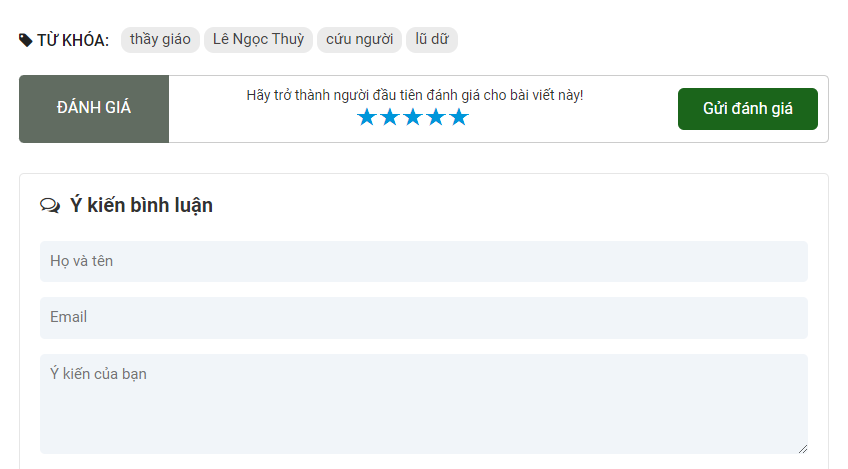 TỪ KHÓA: thầy giáo Lê Ngọc Thuỳ cứu người lũ dữ
ĐÁNH GIÁ
Hãy trở thành người đầu tiên đánh giá cho bài viết này!
Gửi đánh giá
Ý kiến bình luận
Họ và tên
Email
Ý kiến của bạn